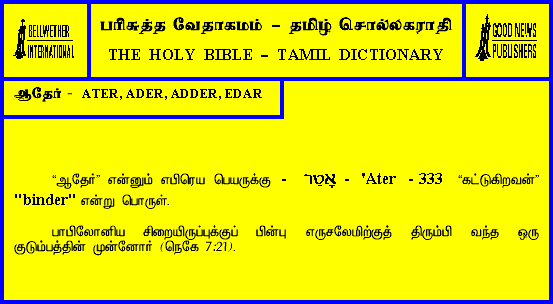 BELLWETHER
INTERNATIONAL
பரிசுத்த வேதாகமம் – தமிழ் சொல்லகராதி
THE HOLY BIBLE – TAMIL DICTIONARY
GOOD NEWS
PUBLISHERS
ஆதேர் - ATER, ADER, ADDER, EDAR
“ஆதேர்” என்னும் எபிரெய பெயருக்கு - אָטֵר - 'Ater - 333 “கட்டுகிறவன்”
"binder" என்று பொருள்.
பாபிலோனிய சிறையிருப்புக்குப் பின்பு எருசலேமிற்குத் திரும்பி வந்த ஒரு
குடும்பத்தின் முன்னோர் (நெகே 7:21).